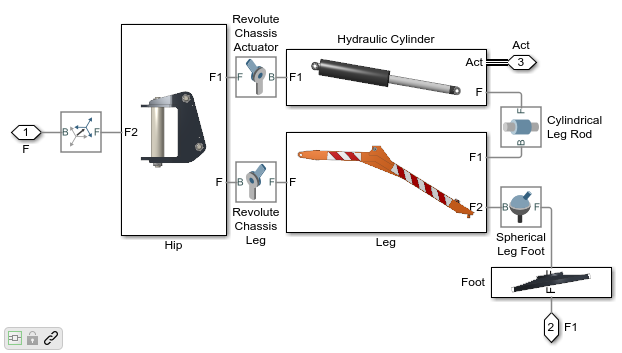 Revolute
Chassis
Actuator
Hydraulic Cylinder
Act
F1
F
B
F1
Act
3
F
F
Cylindrical
Leg Rod
B
1
F
B
F
F2
F1
F
B
F
F
F2
B
F
Revolute
Chassis
Leg
Hip
Leg
Spherical
Leg Foot
Foot
F
F
2
F1